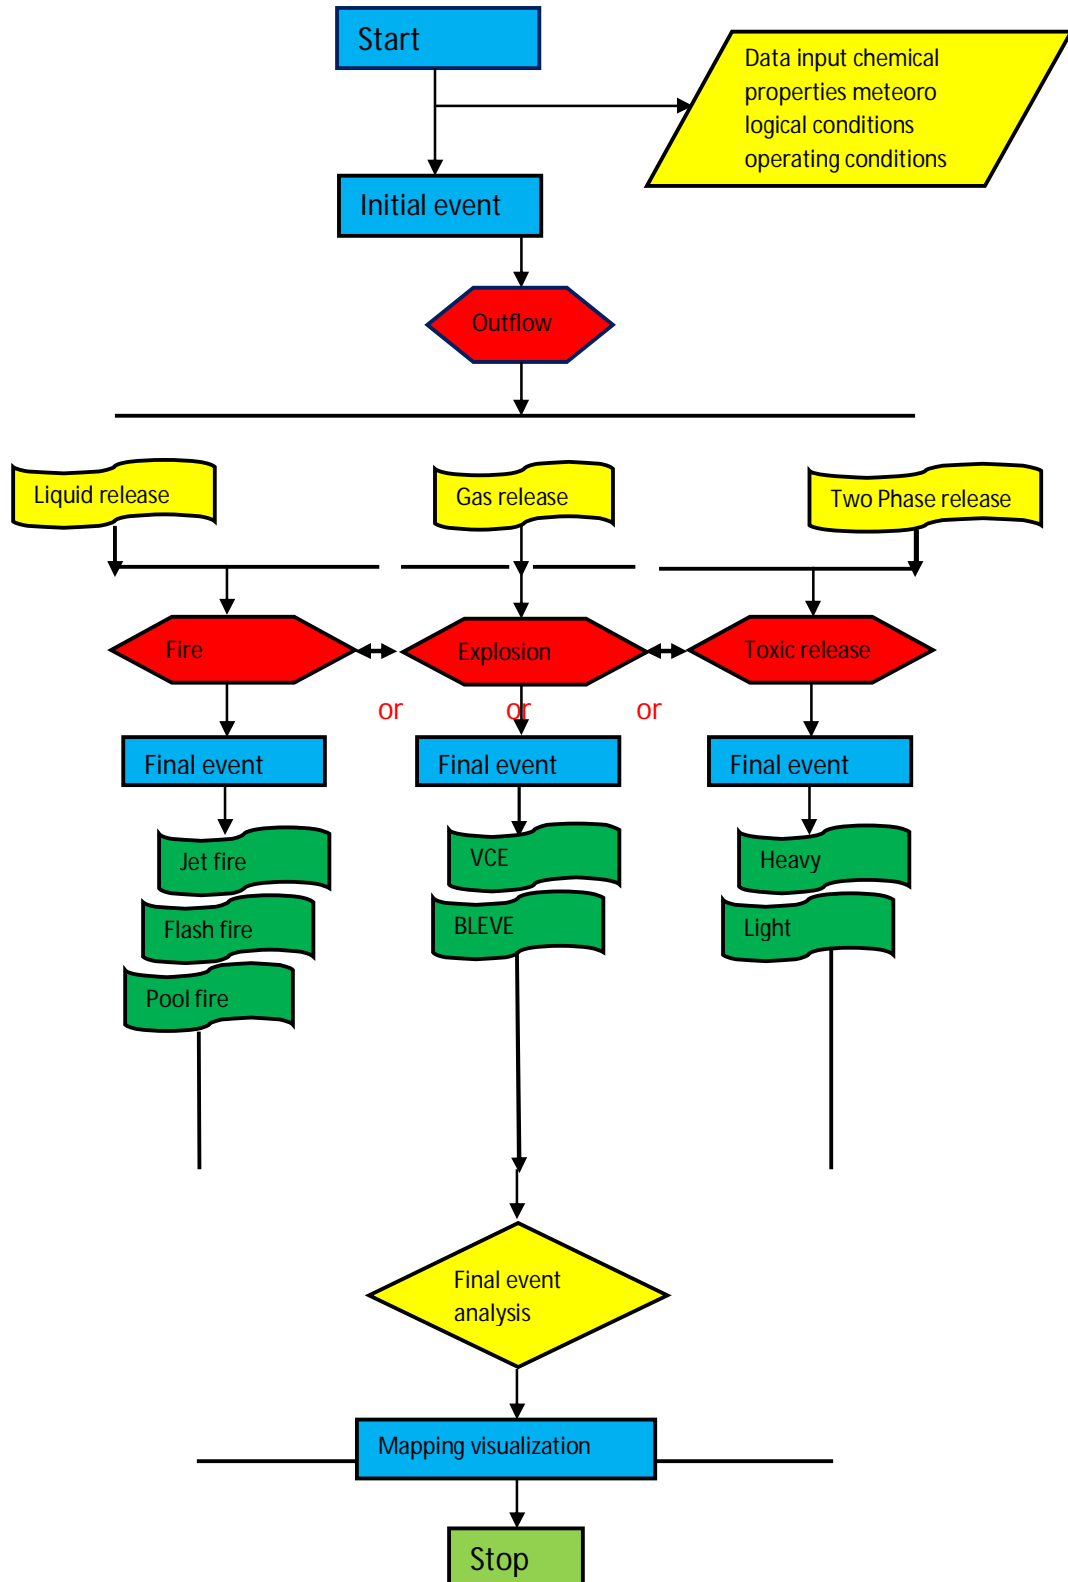 Start
Data input chemical
properties meteoro
logical conditions
operating conditions
Initial event
Outflow
Liquid release
Gas release
Two Phase release
Fire
Explosion
Toxic release
or
or
or
Final event
Final event
Final event
Jet fire
VCE
Heavy
Flash fire
BLEVE
Light
Pool fire
Final event
analysis
Mapping visualization
Stop